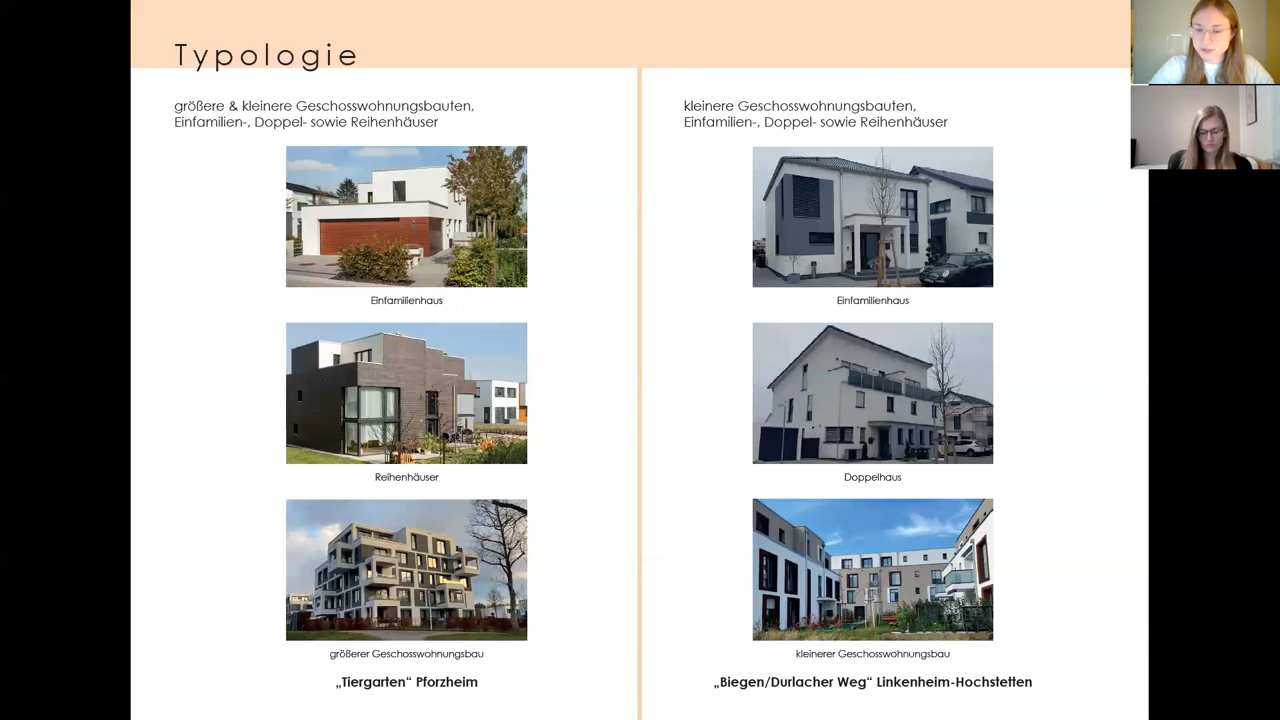 Typologie
größere & kleinere Geschosswohnungsbauten,
Einfamilien-, Doppel- sowie Reihenhäuser
Einfamilienhaus
Reihenhäuser
größerer Geschosswohnungsbau
„Tiergarten“ Pforzheim
kleinere Geschosswohnungsbauten,
Einfamilien-, Doppel- sowie Reihenhäuser
Einfamilienhaus
Doppelhaus
kleinerer Geschosswohnungsbau
„Biegen/Durlacher Weg“ Linkenheim-Hochstetten